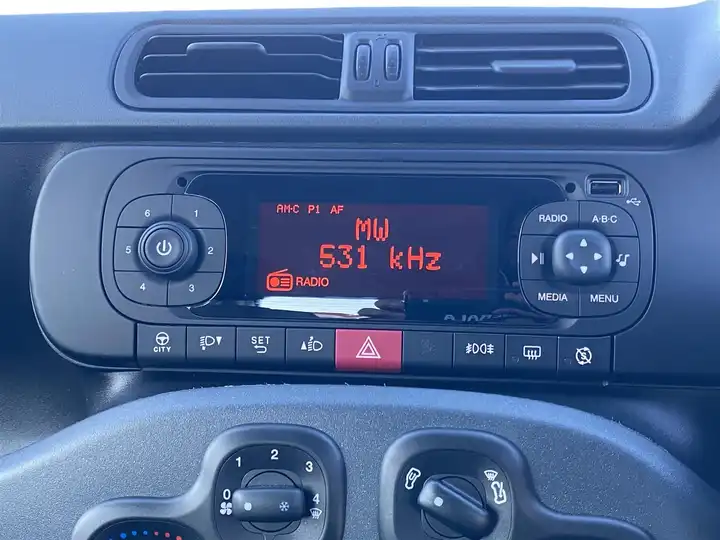 AM-C P1 AF
MW
531 kHz
RADIO
6 1
5 2
4 3
RADIO A·B·C
MEDIA MENU
CITY SET
1 2 3
0 4